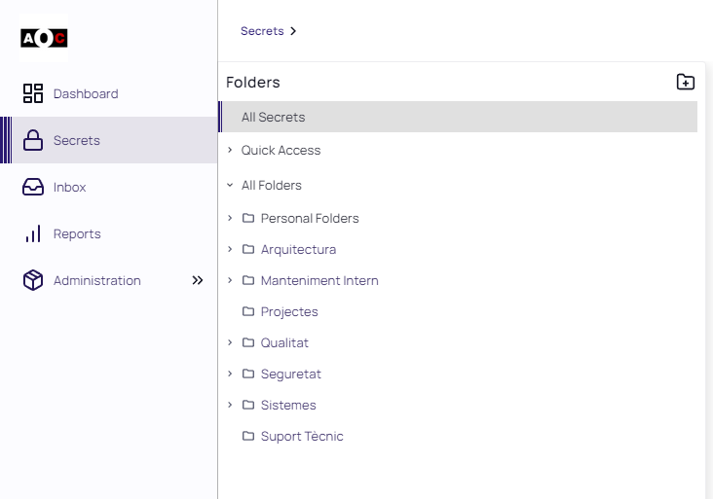 AOC
Secrets
Folders
Dashboard
All Secrets
Secrets
Quick Access
Inbox
All Folders
Reports
Personal Folders
Arquitectura
Administration
Manteniment Intern
Projectes
Qualitat
Seguretat
Sistemes
Suport Tècnic